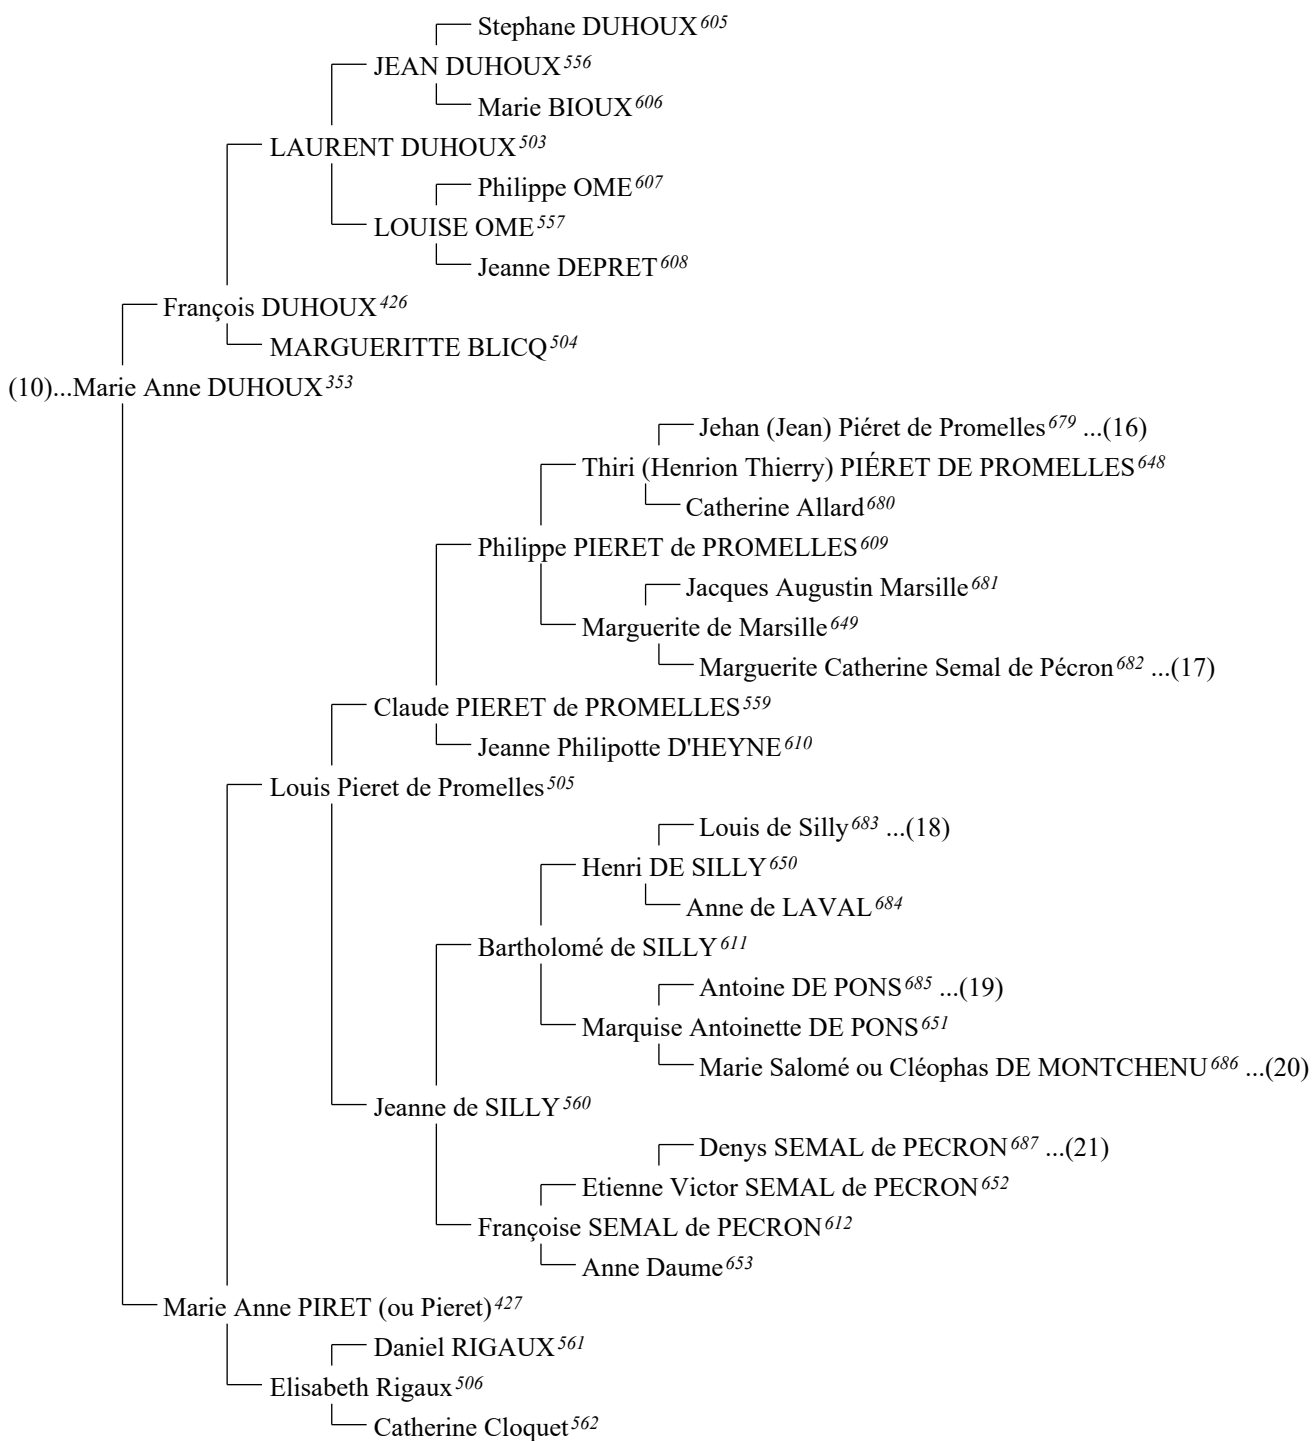 Stephane DUHOUX605
JEAN DUHOUX556
Marie BIOUX606
LAURENT DUHOUX503
Philippe OME607
LOUISE OME557
Jeanne DEPRET608
François DUHOUX426
MARGUERITTE BLICQ504
(10)...Marie Anne DUHOUX353
Jehan (Jean) Piéret de Promelles679 ...(16)
Thiri (Henrion Thierry) PIÉRET DE PROMELLES648
Catherine Allard680
Philippe PIERET de PROMELLES609
Jacques Augustin Marsille681
Marguerite de Marsille649
Marguerite Catherine Semal de Pécron682 ...(17)
Claude PIERET de PROMELLES559
Jeanne Philipotte D'HEYNE610
Louis Pieret de Promelles505
Louis de Silly683 ...(18)
Henri DE SILLY650
Anne de LAVAL684
Bartholomé de SILLY611
Antoine DE PONS685 ...(19)
Marquise Antoinette DE PONS651
Marie Salomé ou Cléophas DE MONTCHENU686 ...(20)
Jeanne de SILLY560
Denys SEMAL de PECRON687 ...(21)
Etienne Victor SEMAL de PECRON652
Françoise SEMAL de PECRON612
Anne Daume653
Marie Anne PIRET (ou Pieret)427
Daniel RIGAUX561
Elisabeth Rigaux506
Catherine Cloquet562